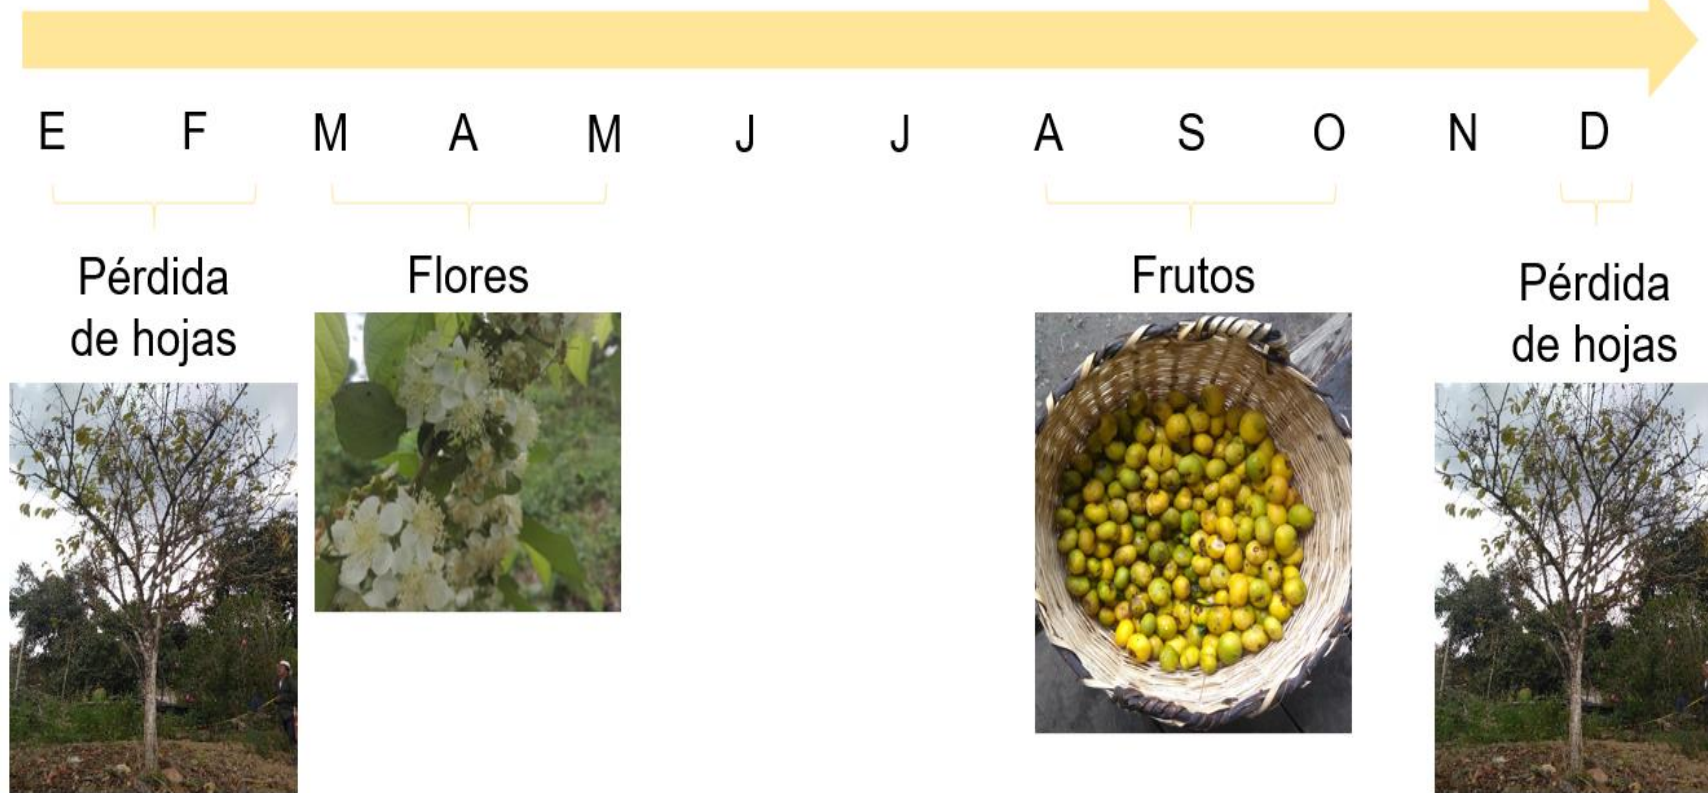 E F M A M J J A S O N D
Pérdida
de hojas
Flores
Frutos
Pérdida
de hojas